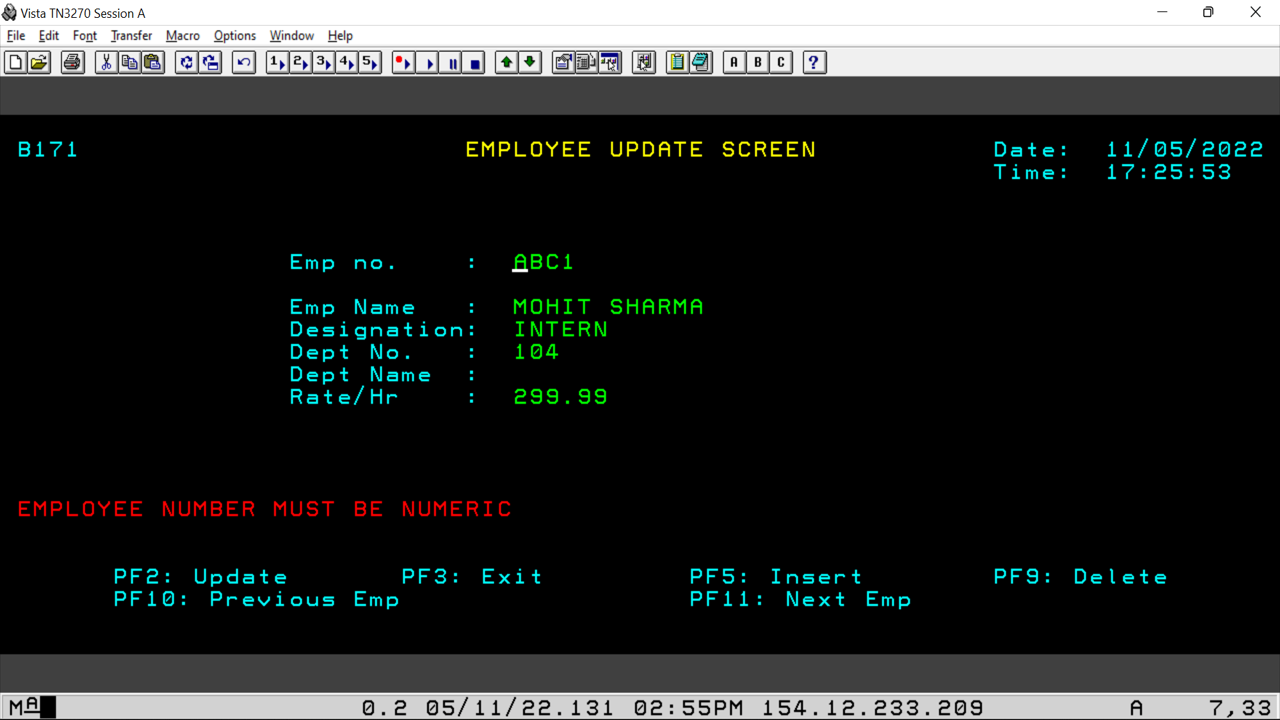 Vista TN3270 Session A
File Edit Font Transfer Macro Options Window Help
1 2 3 4 5 A B C ?
B171 EMPLOYEE UPDATE SCREEN Date: 11/05/2022
Time: 17:25:53
Emp no. : ABC1
Emp Name : MOHIT SHARMA
Designation: INTERN
Dept No. : 104
Dept Name :
Rate/Hr : 299.99
EMPLOYEE NUMBER MUST BE NUMERIC
PF2: Update PF3: Exit PF5: Insert PF9: Delete
PF10: Previous Emp PF11: Next Emp
MA 0.2 05/11/22.131 02:55PM 154.12.233.209 A 7,33